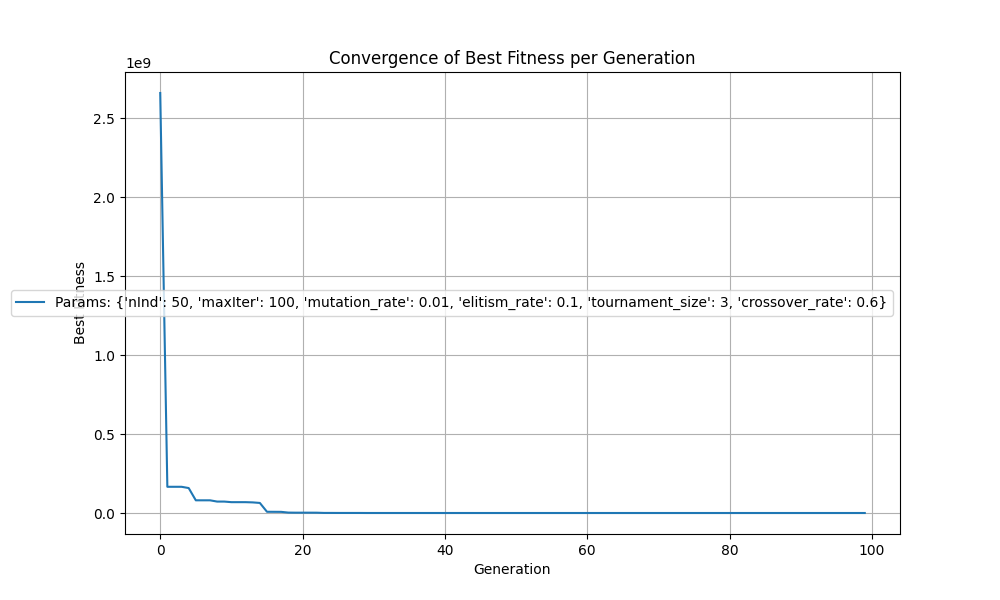 Convergence of Best Fitness per Generation
1e9
2.5
2.0
1.5
1.0
0.5
0.0
Best Fitness
Params: {'nInd': 50, 'maxIter': 100, 'mutation_rate': 0.01, 'elitism_rate': 0.1, 'tournament_size': 3, 'crossover_rate': 0.6}
0 20 40 60 80 100
Generation